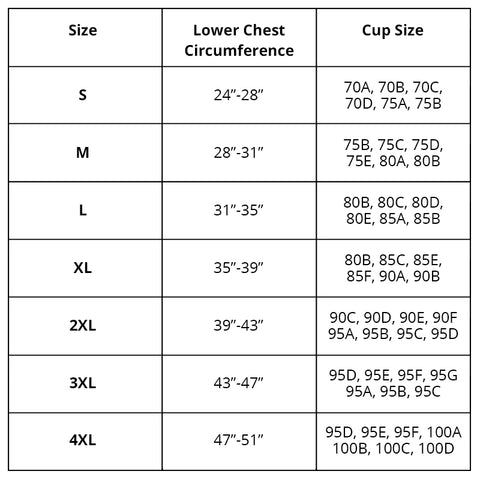 Size
Lower Chest
Circumference
Cup Size
S
24”-28”
70A, 70B, 70C,
70D, 75A, 75B
M
28”-31”
75B, 75C, 75D,
75E, 80A, 80B
L
31”-35”
80B, 80C, 80D,
80E, 85A, 85B
XL
35”-39”
80B, 85C, 85E,
85F, 90A, 90B
2XL
39”-43”
90C, 90D, 90E, 90F
95A, 95B, 95C, 95D
3XL
43”-47”
95D, 95E, 95F, 95G
95A, 95B, 95C
4XL
47”-51”
95D, 95E, 95F, 100A
100B, 100C, 100D